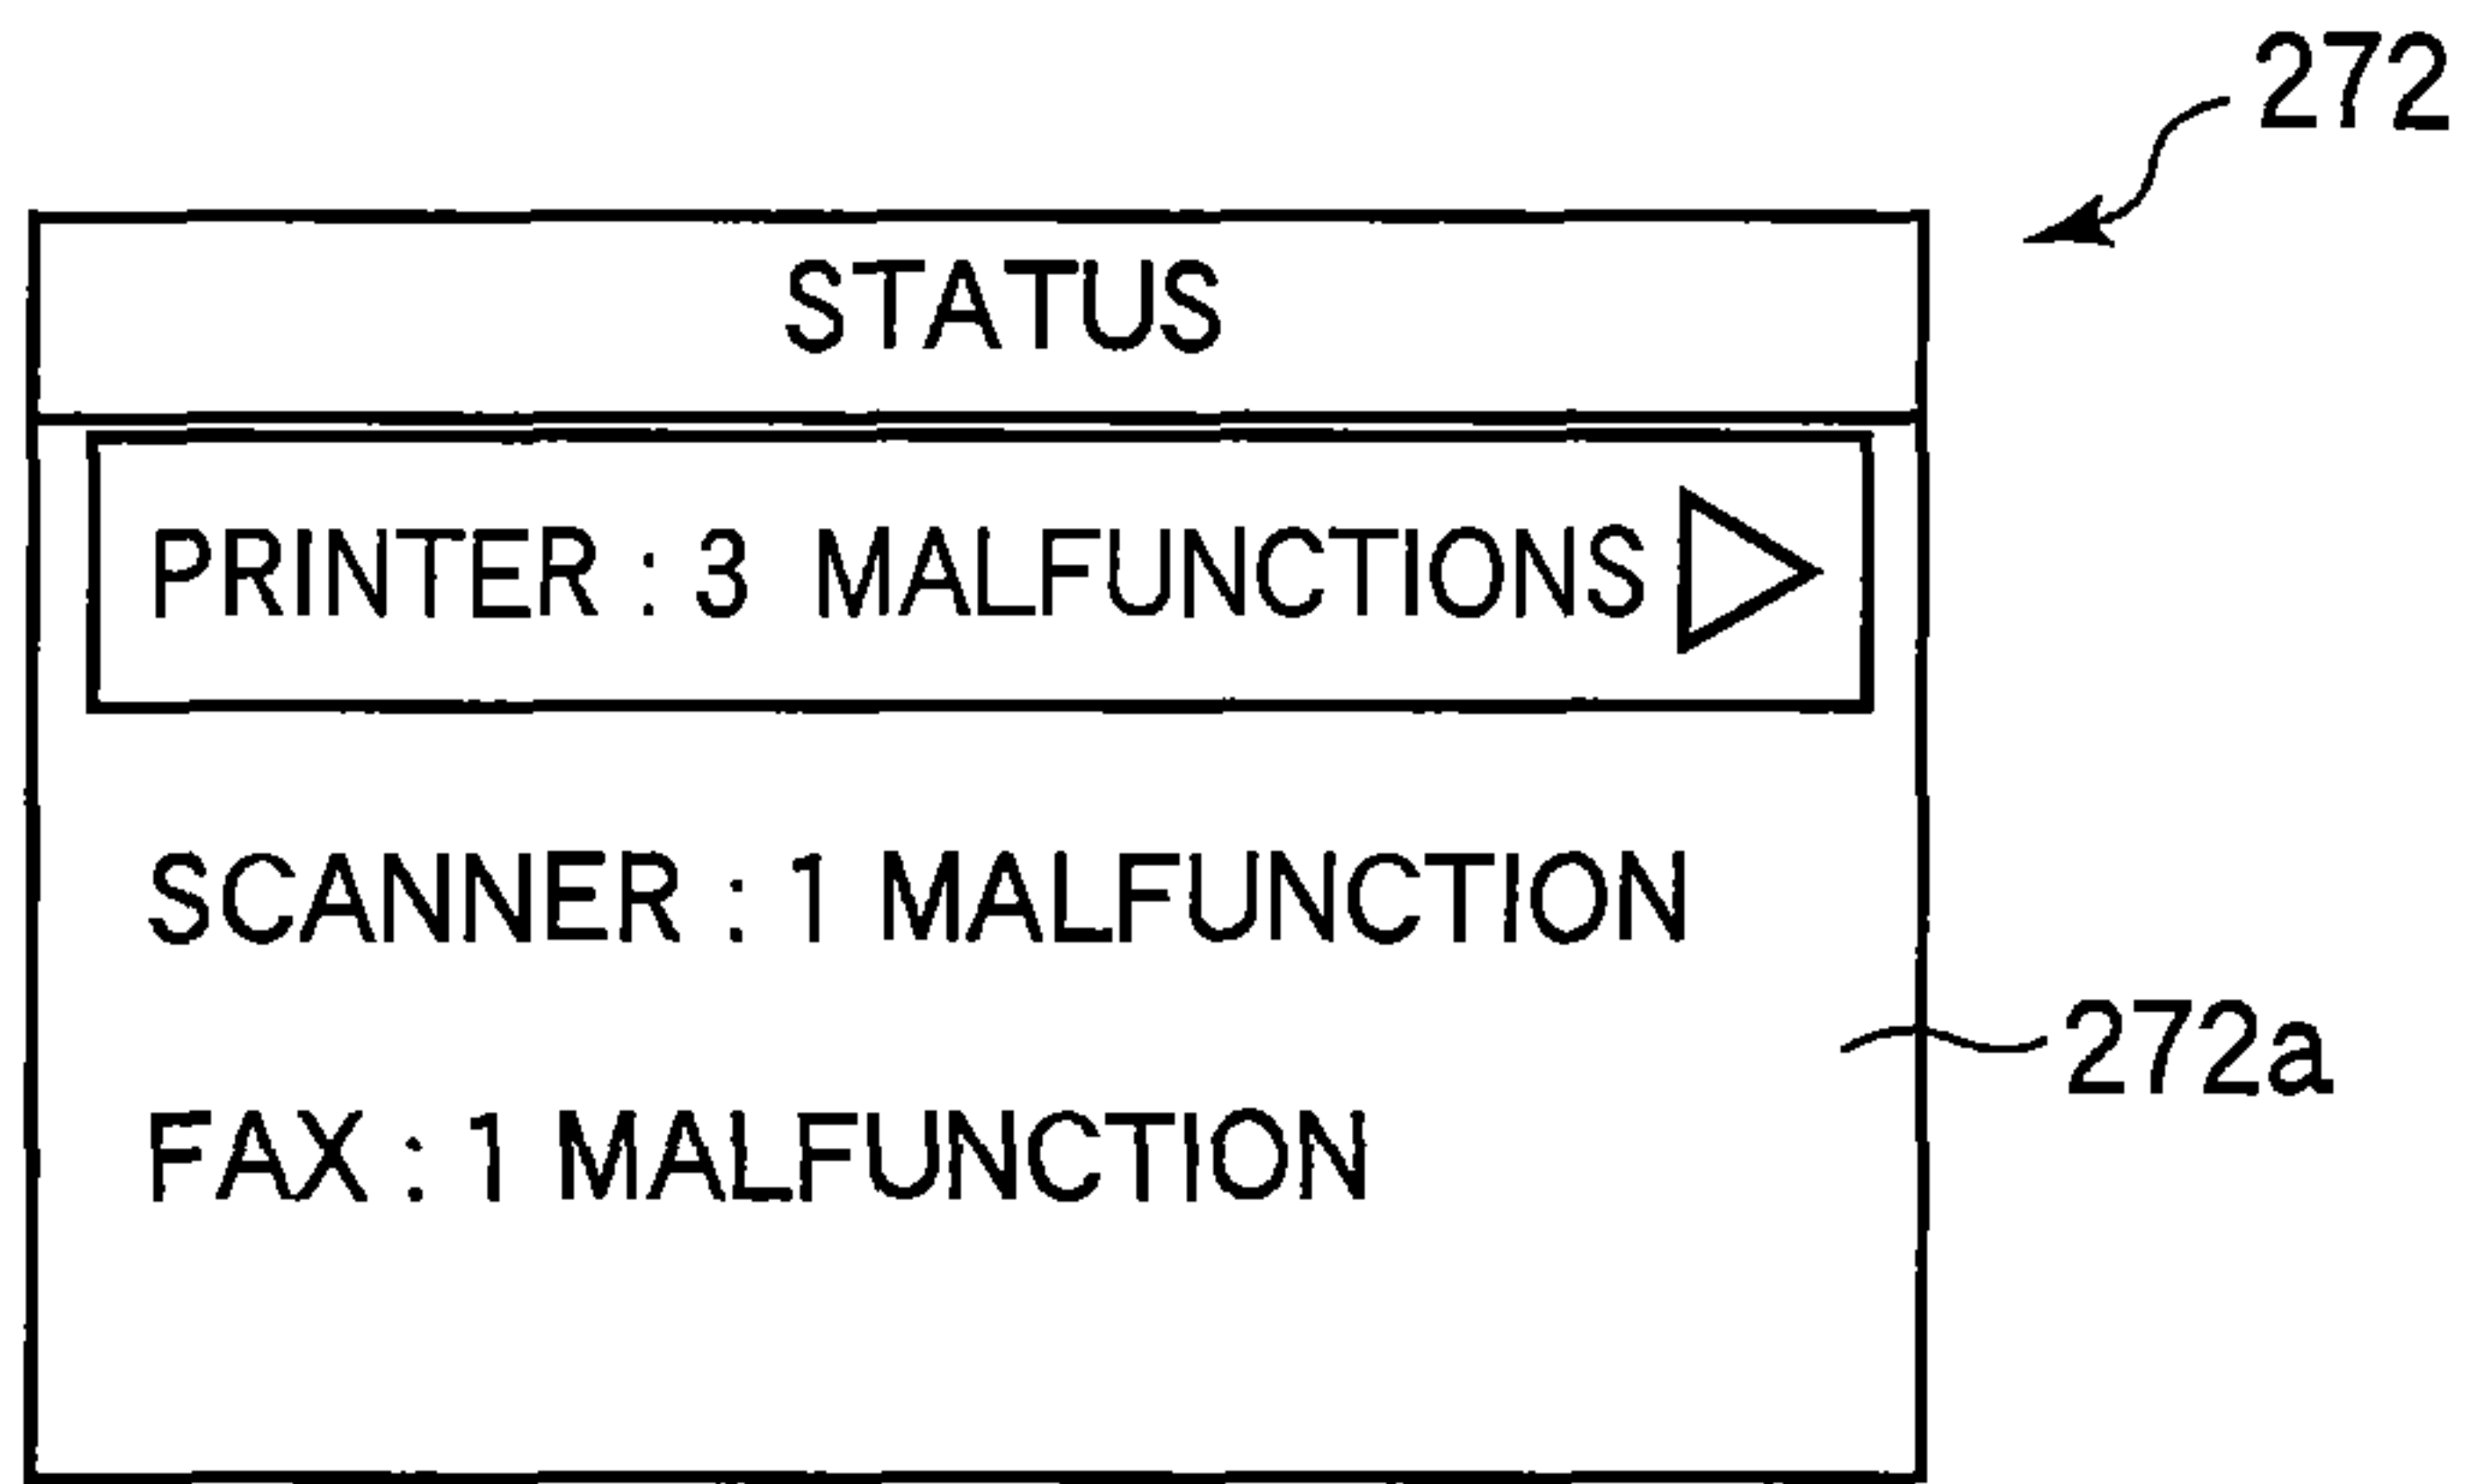 272
STATUS
PRINTER : 3 MALFUNCTIONS
SCANNER : 1 MALFUNCTION
272a
FAX : 1 MALFUNCTION